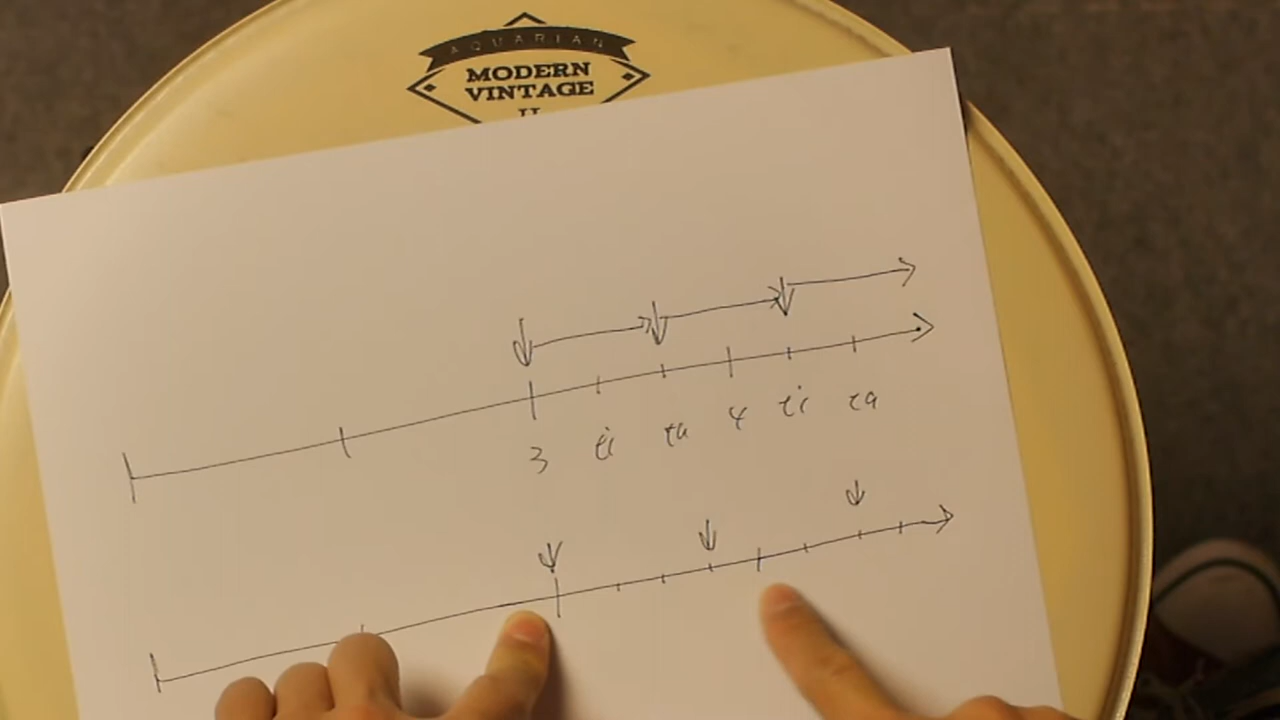 AQUARIAN
MODERN
VINTAGE
II
3 ti ta 4 ti ta